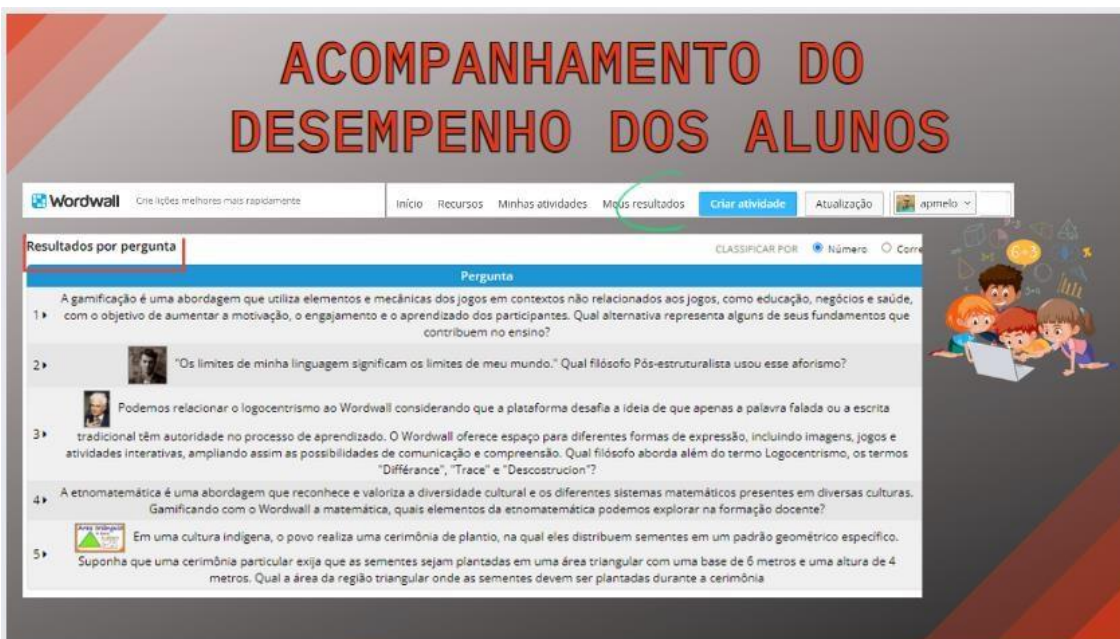 ACOMPANHAMENTO DO
DESEMPENHO DOS ALUNOS
Wordwall Crie lições melhores mais rapidamente Início Recursos Minhas atividades Meus resultados Criar atividade Atualização apmelo
Resultados por pergunta
CLASSIFICAR POR Número Corre
Pergunta
A gamificação é uma abordagem que utiliza elementos e mecânicas dos jogos em contextos não relacionados aos jogos, como educação, negócios e saúde,
1 com o objetivo de aumentar a motivação, o engajamento e o aprendizado dos participantes. Qual alternativa representa alguns de seus fundamentos que
contribuem no ensino?
2 "Os limites de minha linguagem significam os limites de meu mundo." Qual filósofo Pós-estruturalista usou esse aforismo?
Podemos relacionar o logocentrismo ao Wordwall considerando que a plataforma desafia a ideia de que apenas a palavra falada ou a escrita
3 tradicional têm autoridade no processo de aprendizado. O Wordwall oferece espaço para diferentes formas de expressão, incluindo imagens, jogos e
atividades interativas, ampliando assim as possibilidades de comunicação e compreensão. Qual filósofo aborda além do termo Logocentrismo, os termos
"Différance", "Trace" e "Descostrucion"?
4 A etnomatemática é uma abordagem que reconhece e valoriza a diversidade cultural e os diferentes sistemas matemáticos presentes em diversas culturas.
Gamificando com o Wordwall a matemática, quais elementos da etnomatemática podemos explorar na formação docente?
Em uma cultura indígena, o povo realiza uma cerimônia de plantio, na qual eles distribuem sementes em um padrão geométrico específico.
5 Suponha que uma cerimônia particular exija que as sementes sejam plantadas em uma área triangular com uma base de 6 metros e uma altura de 4
metros. Qual a área da região triangular onde as sementes devem ser plantadas durante a cerimônia
6+3